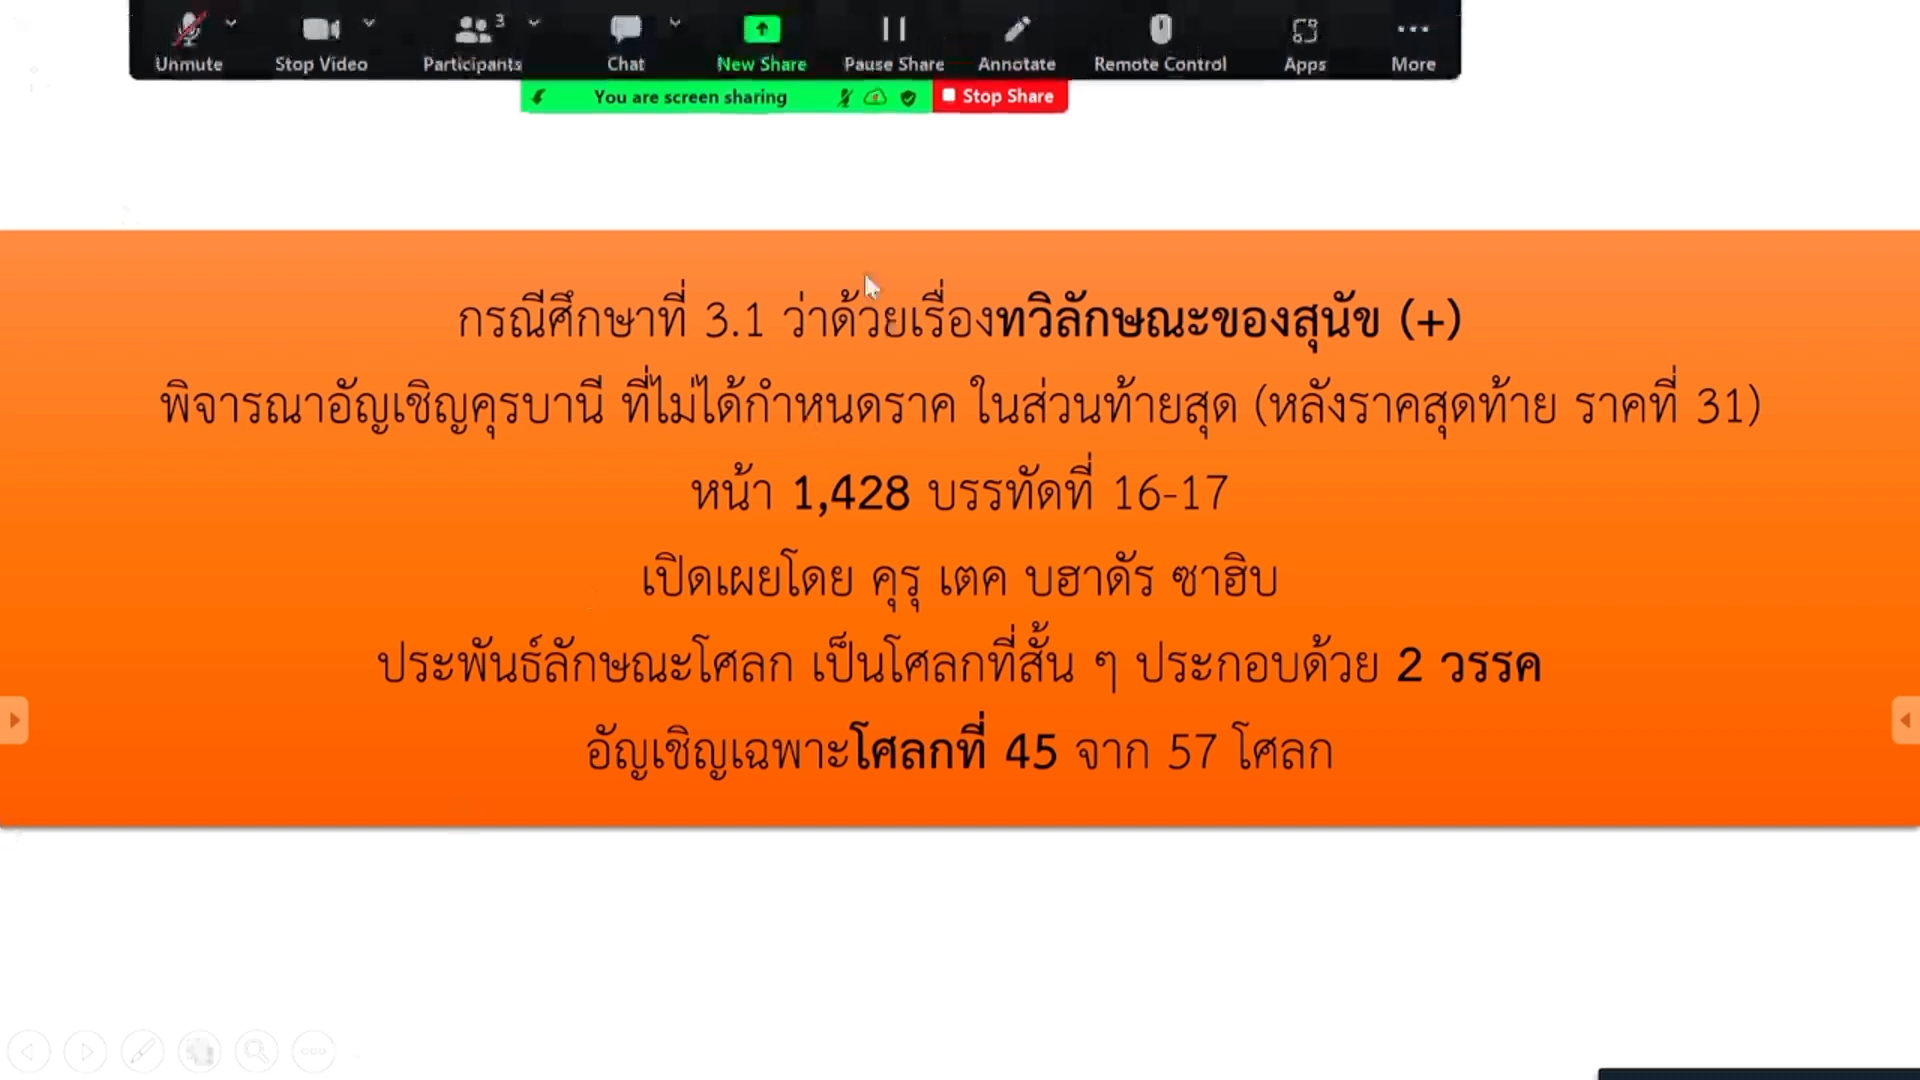 Unmute
Stop Video
Participants
3
Chat
New Share
Pause Share
Annotate
Remote Control
Apps
More
You are screen sharing
Stop Share
กรณีศึกษาที่ 3.1 ว่าด้วยเรื่องทวิลักษณะของสุนัข (+)
พิจารณาอัญเชิญคุรบานี ที่ไม่ได้กำหนดราค ในส่วนท้ายสุด (หลังราคสุดท้าย ราคที่ 31)
หน้า 1,428 บรรทัดที่ 16-17
เปิดเผยโดย คุรุ เตค บฮาดัร ซาฮิบ
ประพันธ์ลักษณะโศลก เป็นโศลกที่สั้น ๆ ประกอบด้วย 2 วรรค
อัญเชิญเฉพาะโศลกที่ 45 จาก 57 โศลก